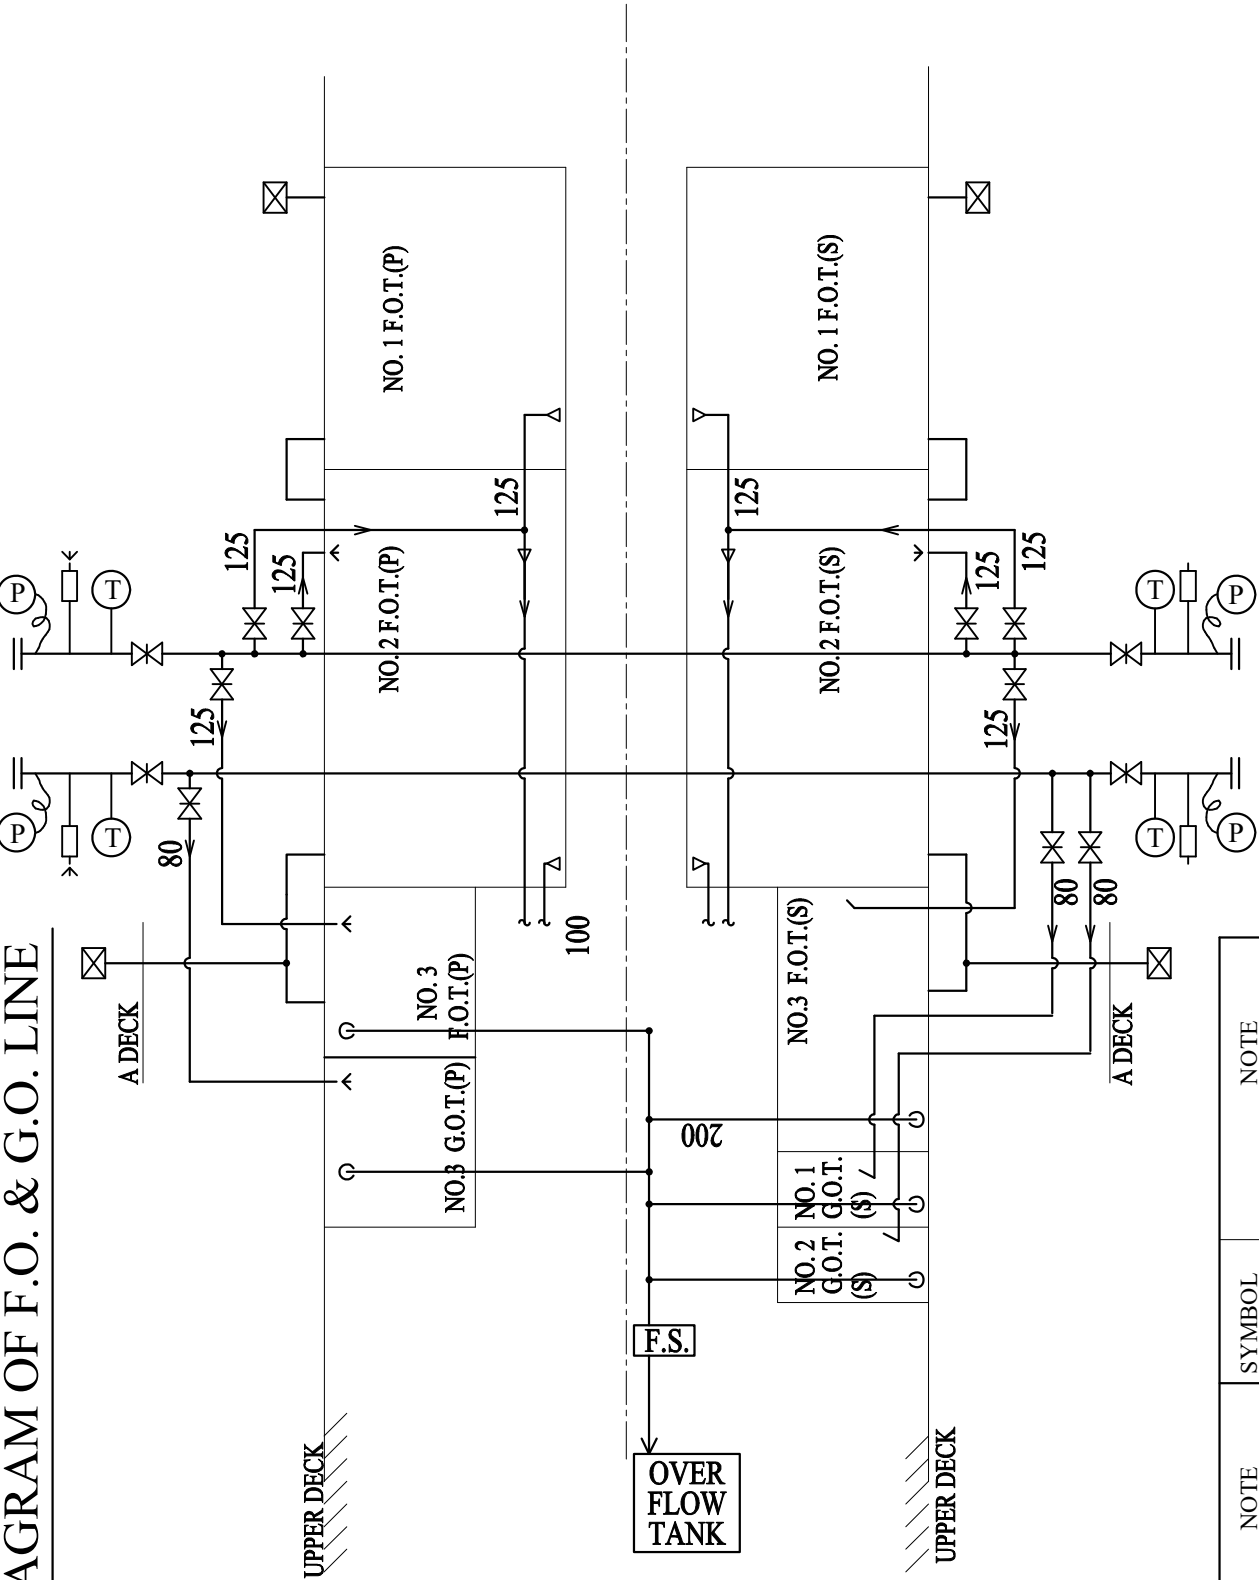 AGRAM OF F.O. & G.O. LINE
NO. 1 F.O.T.(P)
NO. 1 F.O.T.(S)
125
125
125
125
NO. 2 F.O.T.(P)
NO. 2 F.O.T.(S)
125
125
P
T
T
P
125
125
P
T
T
P
80
80
80
100
A DECK
NO. 3
F.O.T.(P)
NO.3 F.O.T.(S)
A DECK
NO.3 G.O.T.(P)
200
NO. 1
G.O.T.
(S)
NO. 2
G.O.T.
(S)
F.S.
OVER
FLOW
TANK
UPPER DECK
UPPER DECK
NOTE
SYMBOL
NOTE